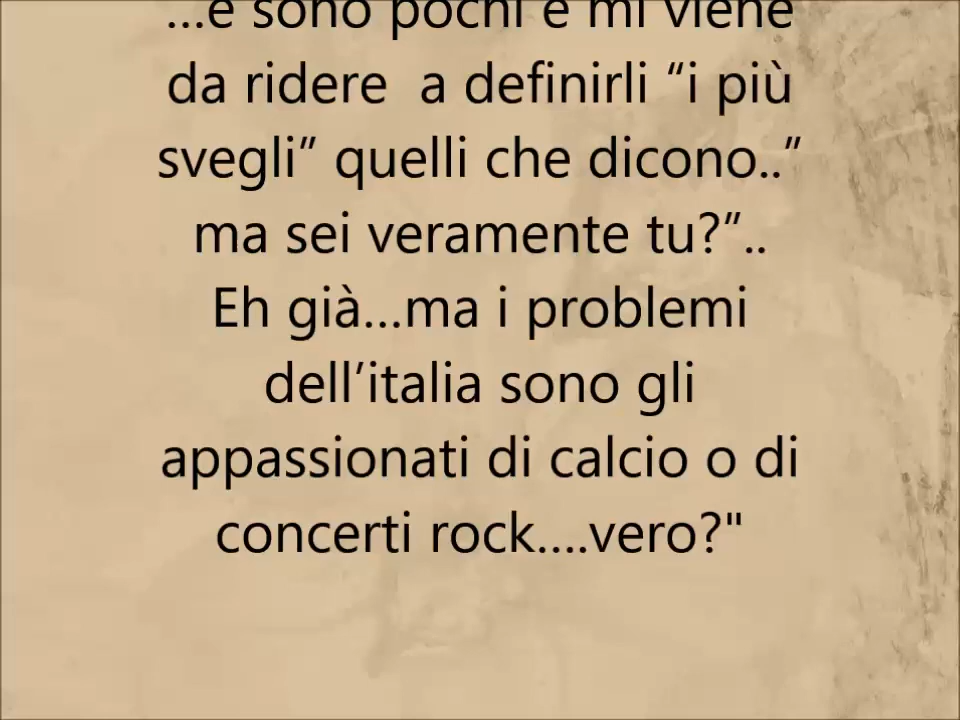 …e sono pochi e mi viene
da ridere  a definirli “i più
svegli” quelli che dicono..”
ma sei veramente tu?”..
Eh già…ma i problemi
dell’italia sono gli
appassionati di calcio o di
concerti rock….vero?"